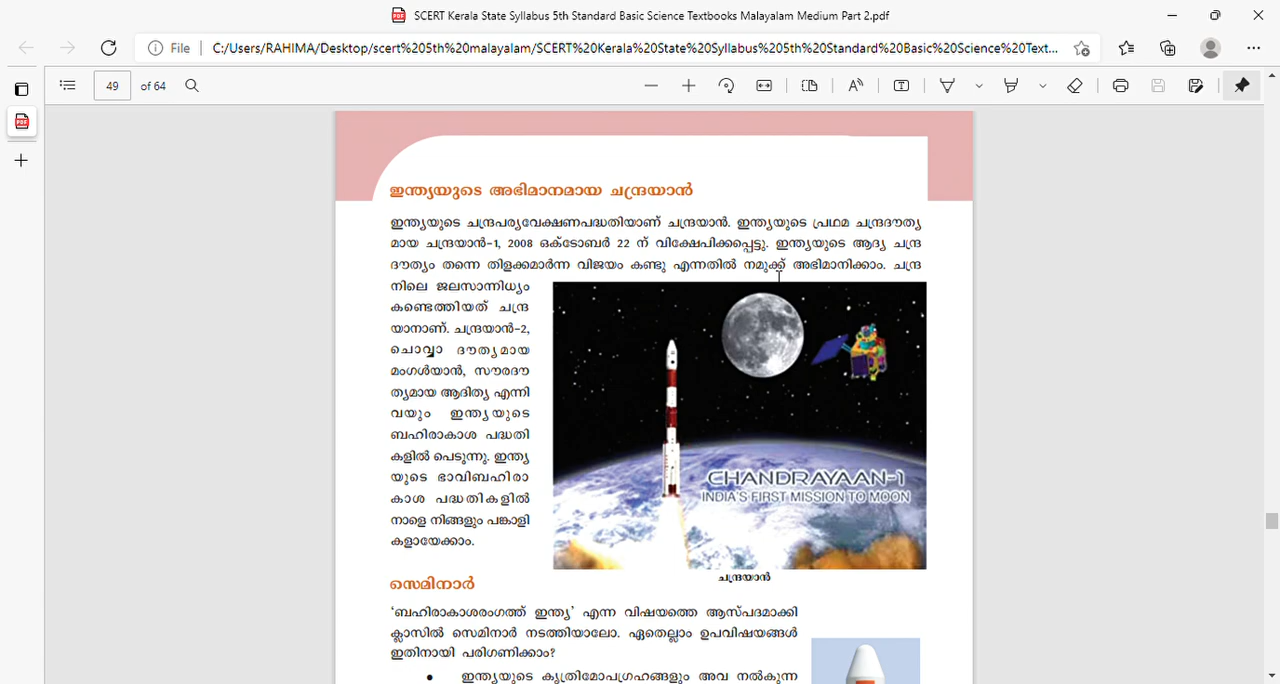 SCERT Kerala State Syllabus 5th Standard Basic Science Textbooks Malayalam Medium Part 2.pdf
File
C:/Users/RAHIMA/Desktop/scert%205th%20malayalam/SCERT%20Kerala%20State%20Syllabus%205th%20Standard%20Basic%20Science%20Text...
49 of 64
ഇന്ത്യയുടെ അഭിമാനമായ ചന്ദ്രയാൻ
ഇന്ത്യയുടെ ചന്ദ്രപര്യവേക്ഷണപദ്ധതിയാണ് ചന്ദ്രയാൻ. ഇന്ത്യയുടെ പ്രഥമ ചന്ദ്രദൗത്യ
മായ ചന്ദ്രയാൻ-1, 2008 ഒക്ടോബർ 22 ന് വിക്ഷേപിക്കപ്പെട്ടു. ഇന്ത്യയുടെ ആദ്യ ചന്ദ്ര
ദൗത്യം തന്നെ തിളക്കമാർന്ന വിജയം കണ്ടു എന്നതിൽ നമുക്ക് അഭിമാനിക്കാം. ചന്ദ്ര
നിലെ ജലസാന്നിധ്യം
കണ്ടെത്തിയത് ചന്ദ്ര
യാനാണ്. ചന്ദ്രയാൻ-2,
ചൊവ്വാ ദൗത്യമായ
മംഗൾയാൻ, സൗരദൗ
ത്യമായ ആദിത്യ എന്നി
വയും ഇന്ത്യയുടെ
ബഹിരാകാശ പദ്ധതി
കളിൽ പെടുന്നു. ഇന്ത്യ
യുടെ ഭാവിബഹിരാ
കാശ പദ്ധതികളിൽ
നാളെ നിങ്ങളും പങ്കാളി
കളായേക്കാം.
CHANDRAYAAN-1
INDIA'S FIRST MISSION TO MOON
ചന്ദ്രയാൻ
സെമിനാർ
'ബഹിരാകാശരംഗത്ത് ഇന്ത്യ' എന്ന വിഷയത്തെ ആസ്പദമാക്കി
ക്ലാസിൽ സെമിനാർ നടത്തിയാലോ. ഏതെല്ലാം ഉപവിഷയങ്ങൾ
ഇതിനായി പരിഗണിക്കാം?
• ഇന്ത്യയുടെ കൃത്രിമോപഗ്രഹങ്ങളും അവ നൽകുന്ന